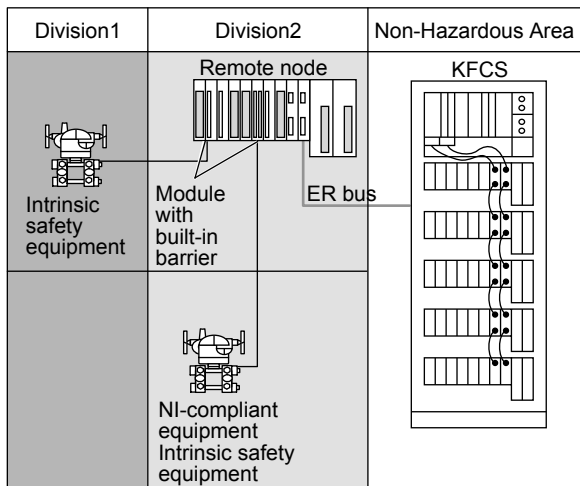 Division1
Division2
Non-Hazardous Area
Remote node
KFCS
Intrinsic
safety
equipment
Module
with
built-in
barrier
ER bus
NI-compliant
equipment
Intrinsic safety
equipment